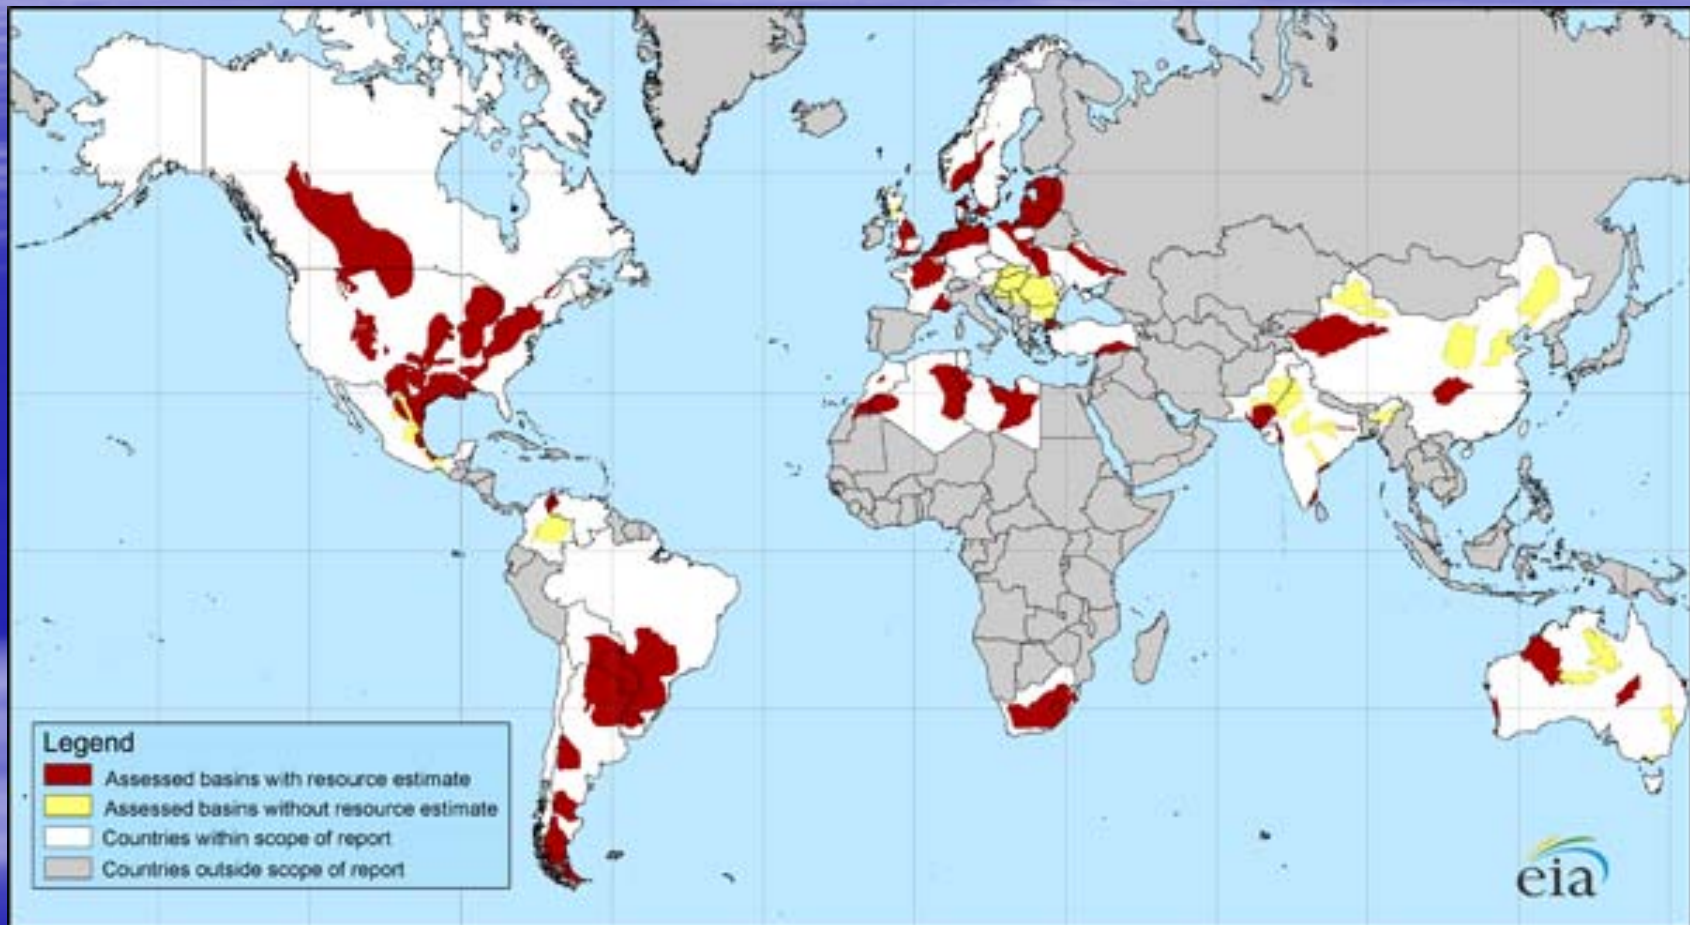 Legend
Assessed basins with resource estimate
Assessed basins without resource estimate
Countries within scope of report
Countries outside scope of report
eia